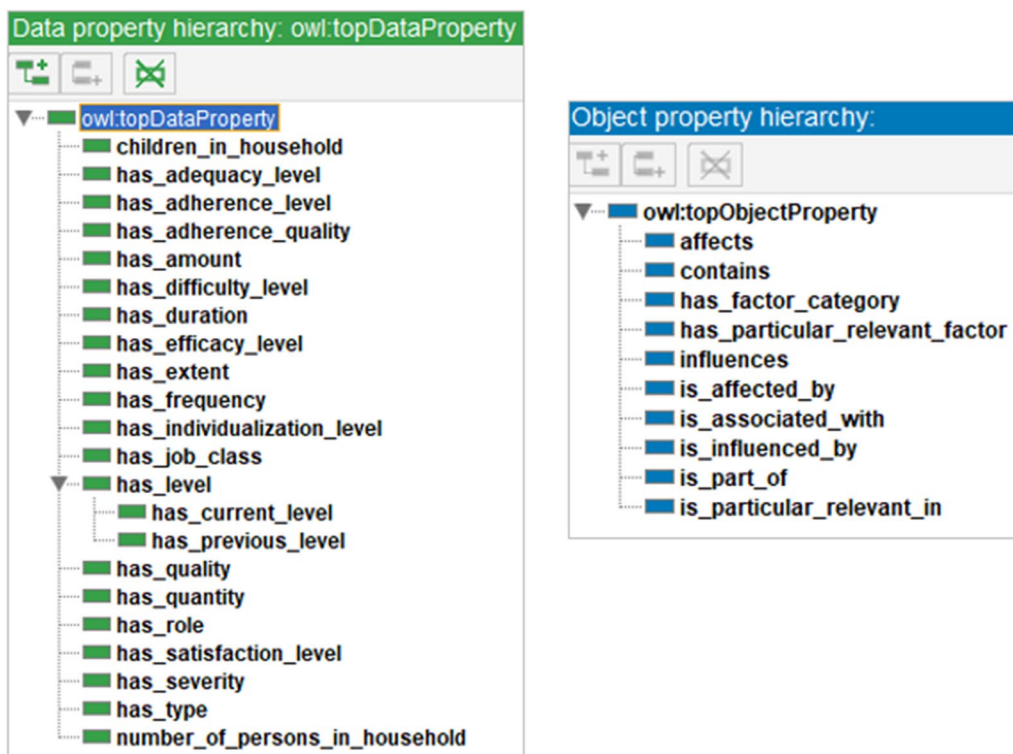 Data property hierarchy: owl:topDataProperty
owl:topDataProperty
children_in_household
has_adequacy_level
has_adherence_level
has_adherence_quality
has_amount
has_difficulty_level
has_duration
has_efficacy_level
has_extent
has_frequency
has_individualization_level
has_job_class
has_level
has_current_level
has_previous_level
has_quality
has_quantity
has_role
has_satisfaction_level
has_severity
has_type
number_of_persons_in_household
Object property hierarchy:
owl:topObjectProperty
affects
contains
has_factor_category
has_particular_relevant_factor
influences
is_affected_by
is_associated_with
is_influenced_by
is_part_of
is_particular_relevant_in